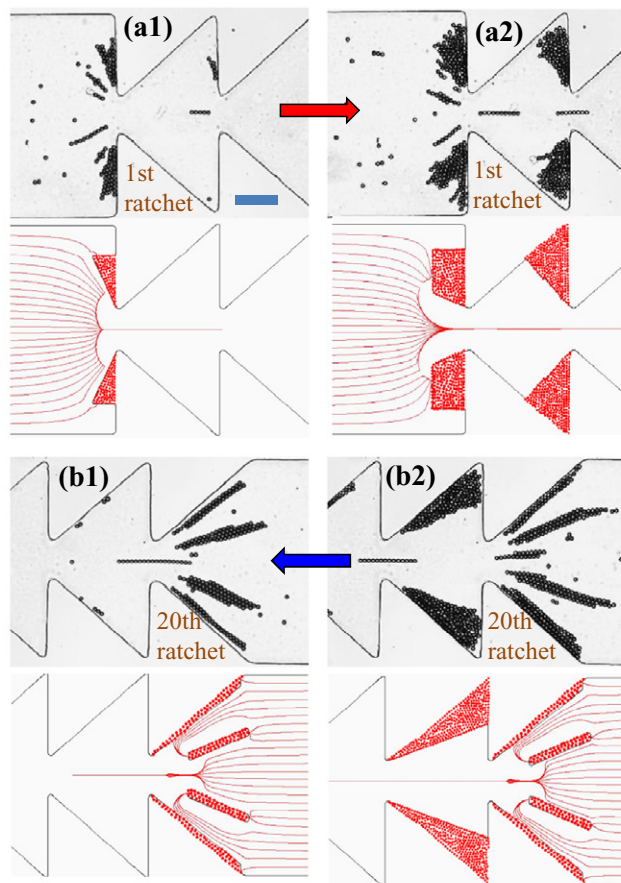 (a1)
(a2)
1st
ratchet
1st
ratchet
(b1)
(b2)
20th
ratchet
20th
ratchet